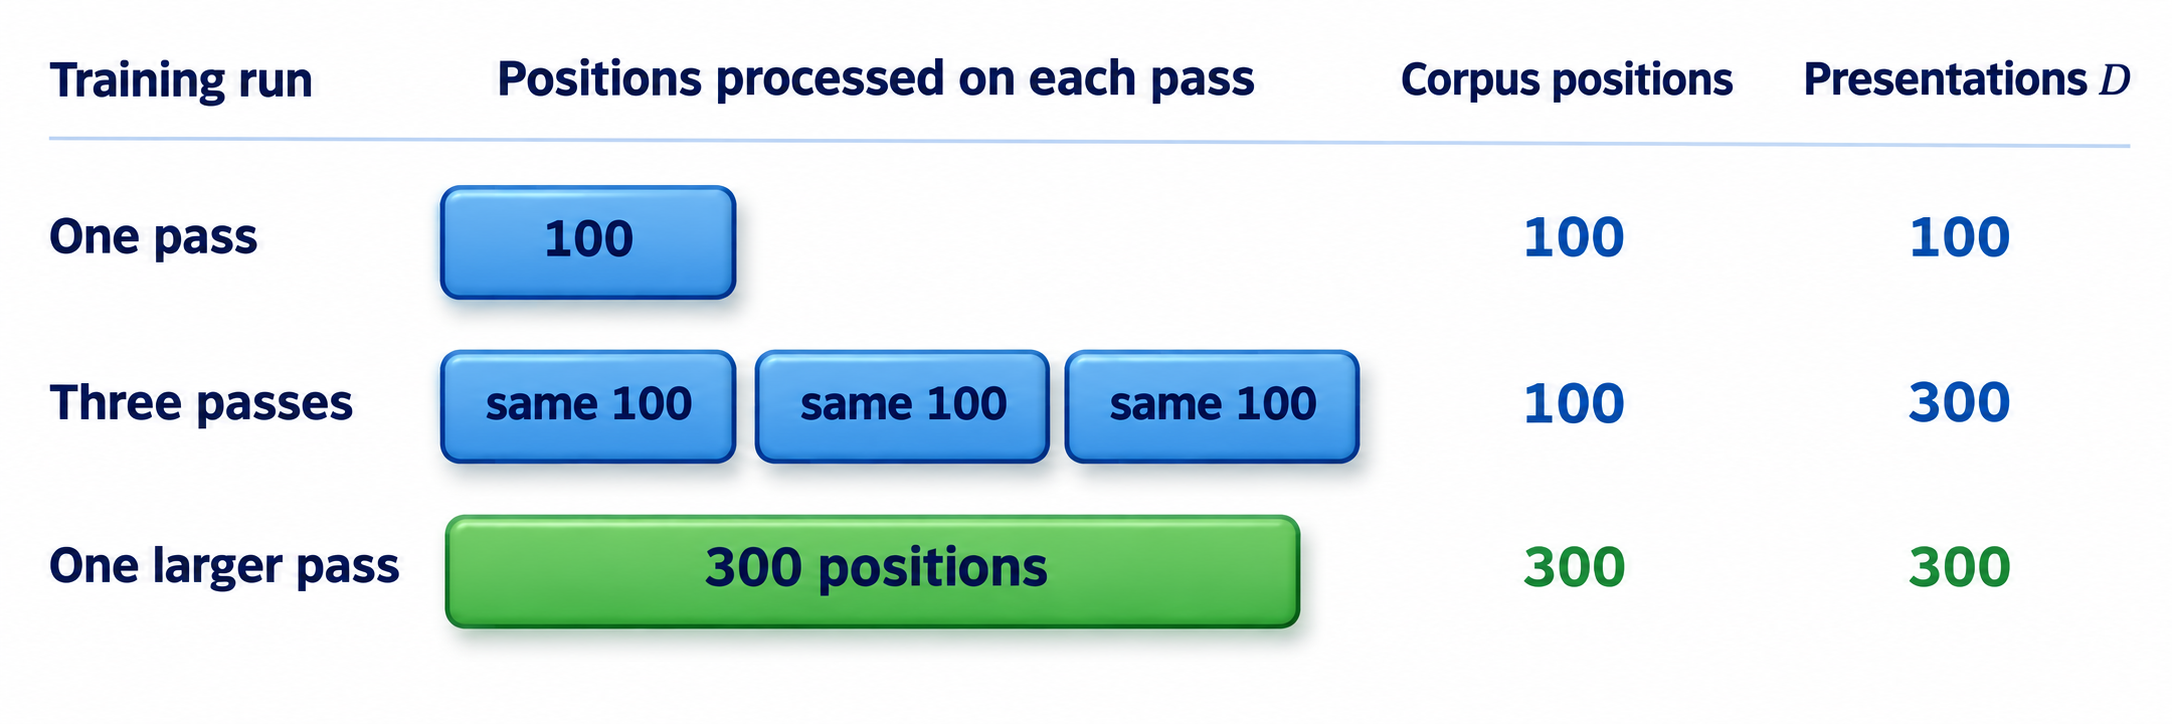 Training run Positions processed on each pass Corpus positions Presentations D
One pass 100 100 100
Three passes same 100 same 100 same 100 100 300
One larger pass 300 positions 300 300